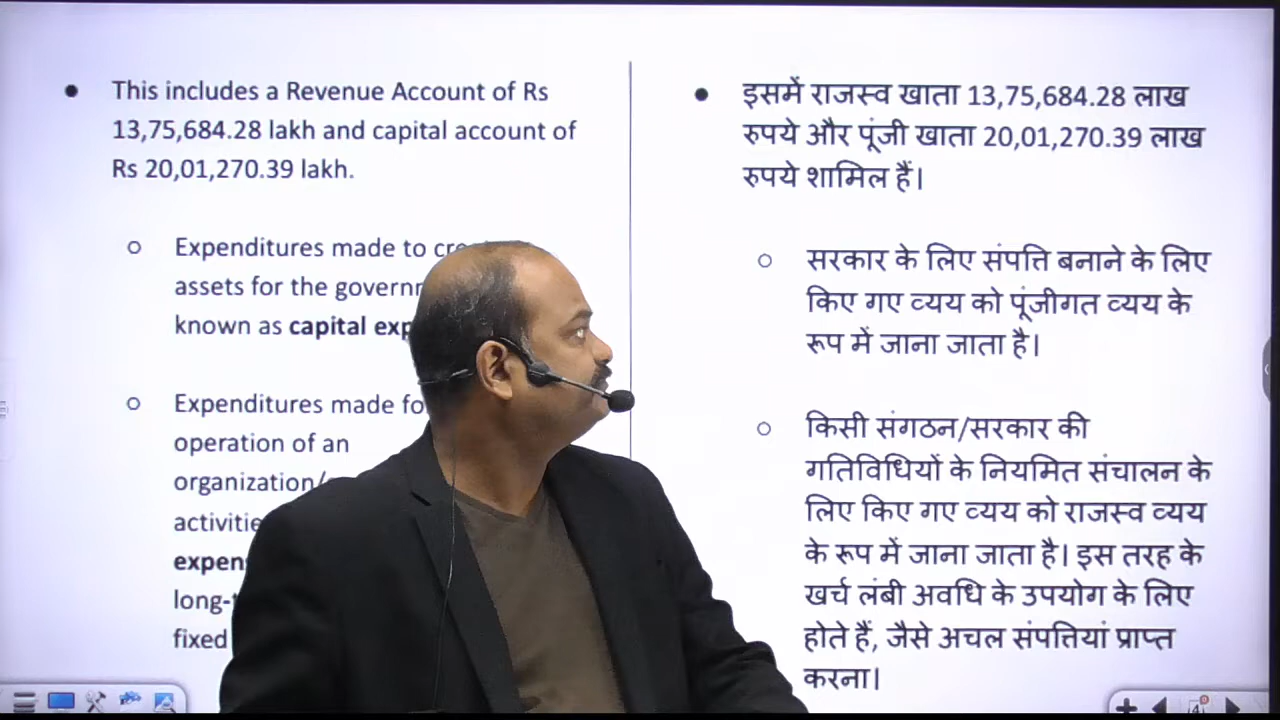 This includes a Revenue Account of Rs
13,75,684.28 lakh and capital account of
Rs 20,01,270.39 lakh.
Expenditures made to
assets for the
known as capital
Expenditures made
operation of an
long-
fixed
इसमें राजस्व खाता 13,75,684.28 लाख
रुपये और पूंजी खाता 20,01,270.39 लाख
रुपये शामिल हैं।
सरकार के लिए संपत्ति बनाने के लिए
किए गए व्यय को पूंजीगत व्यय के
रूप में जाना जाता है।
किसी संगठन/सरकार की
गतिविधियों के नियमित संचालन के
लिए किए गए व्यय को राजस्व व्यय
के रूप में जाना जाता है। इस तरह के
खर्च लंबी अवधि के उपयोग के लिए
होते हैं, जैसे अचल संपत्तियां प्राप्त
करना।